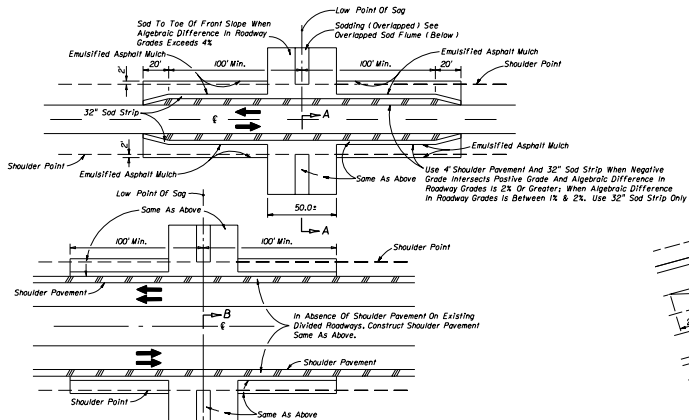 Low Point Of Sag
Sod To Toe Of Front Slope When
Algebraic Difference In Roadway
Grades Exceeds 4%
Sodding (Overlapped) See
Overlapped Sod Flume (Below)
Emulsified Asphalt Mulch
Emulsified Asphalt Mulch
20'
100' Min.
100' Min.
20'
Shoulder Point
2'
32" Sod Strip
℄
A
2'
Emulsified Asphalt Mulch
Shoulder Point
Emulsified Asphalt Mulch
Same As Above
Use 4' Shoulder Pavement And 32" Sod Strip When Negative
Grade Intersects Postive Grade And Algebraic Difference In
Roadway Grades Is 2% Or Greater; When Algebraic Difference
In Roadway Grades Is Between 1% & 2%. Use 32" Sod Strip Only
50.0±
A
Low Point Of Sag
Same As Above
100' Min.
100' Min.
Shoulder Point
Shoulder Pavement
B
℄
In Absence Of Shoulder Pavement On Existing
Divided Roadways, Construct Shoulder Pavement
Same As Above.
Shoulder Pavement
Shoulder Point
Same As Above